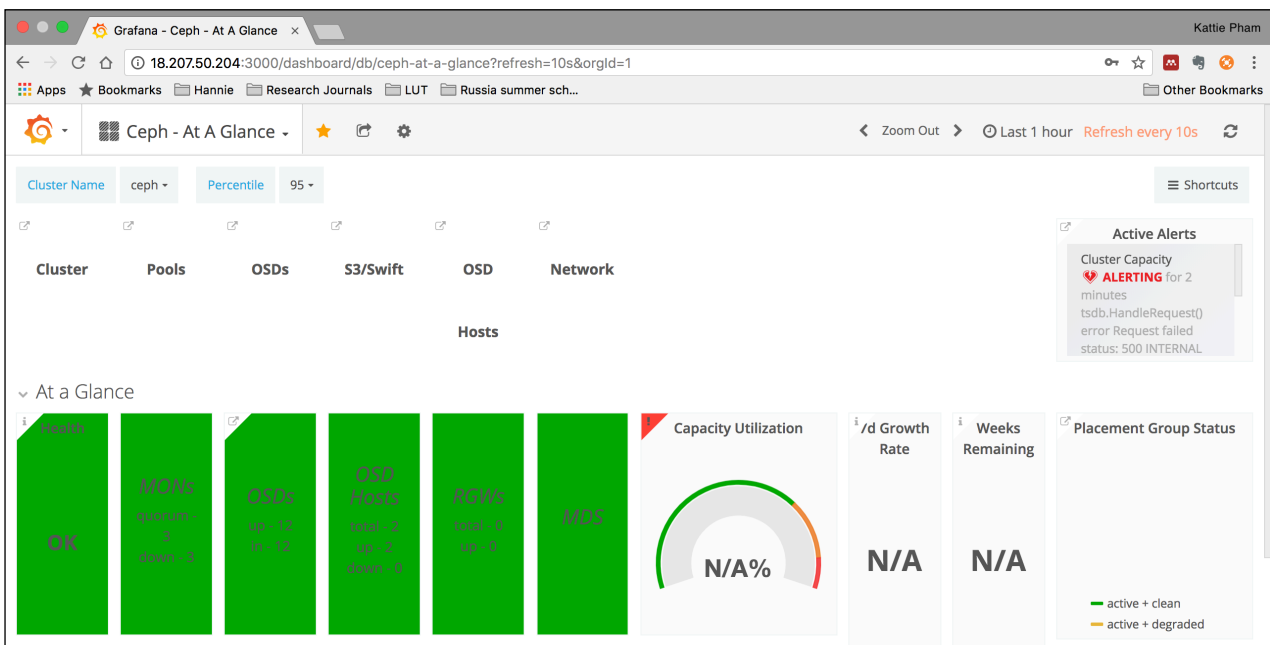 Grafana - Ceph - At A Glance ×
Kattie Pham
18.207.50.204:3000/dashboard/db/ceph-at-a-glance?refresh=10s&orgId=1
Apps Bookmarks Hannie Research Journals LUT Russia summer sch... Other Bookmarks
Ceph - At A Glance Zoom Out Last 1 hour Refresh every 10s
Cluster Name ceph Percentile 95 Shortcuts
Cluster Pools OSDs S3/Swift OSD Network
Hosts
Active Alerts
Cluster Capacity
ALERTING for 2
minutes
tsdb.HandleRequest()
error Request failed
status: 500 INTERNAL
At a Glance
Health
OK
MONs
quorum -
3
down - 3
OSDs
up - 12
in - 12
OSD
Hosts
total - 2
up - 2
down - 0
RGWs
total - 0
up - 0
MDS
Capacity Utilization
N/A%
/d Growth
Rate
N/A
Weeks
Remaining
N/A
Placement Group Status
active + clean
active + degraded